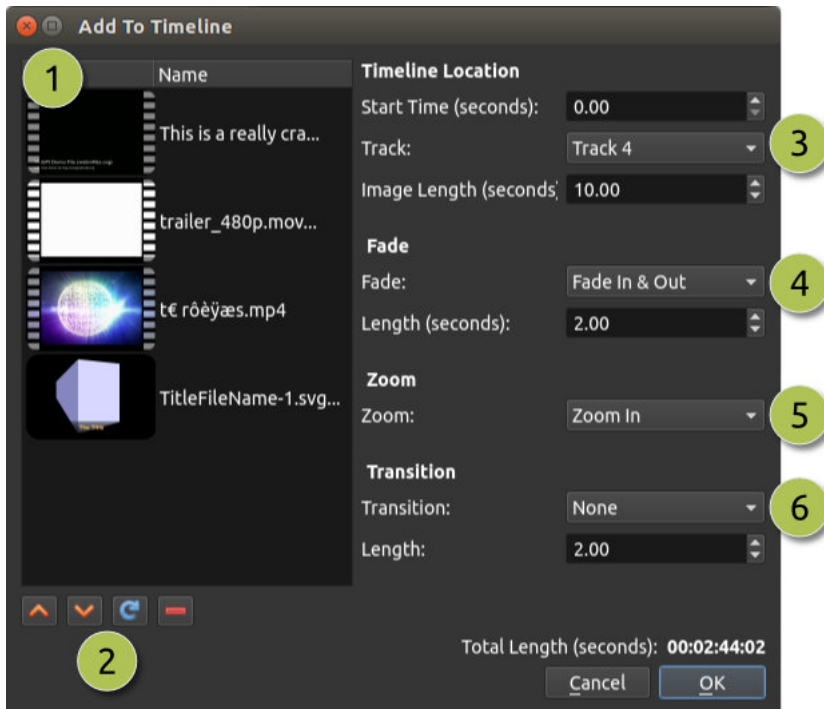 Add To Timeline
1
Name
This is a really cra...
trailer_480p.mov...
t€ rôèÿæs.mp4
TitleFileName-1.svg...
2
Timeline Location
Start Time (seconds): 0.00
Track: Track 4
3
Image Length (seconds) 10.00
Fade
Fade: Fade In & Out
4
Length (seconds): 2.00
Zoom
Zoom: Zoom In
5
Transition
Transition: None
6
Length: 2.00
Total Length (seconds): 00:02:44:02
Cancel OK